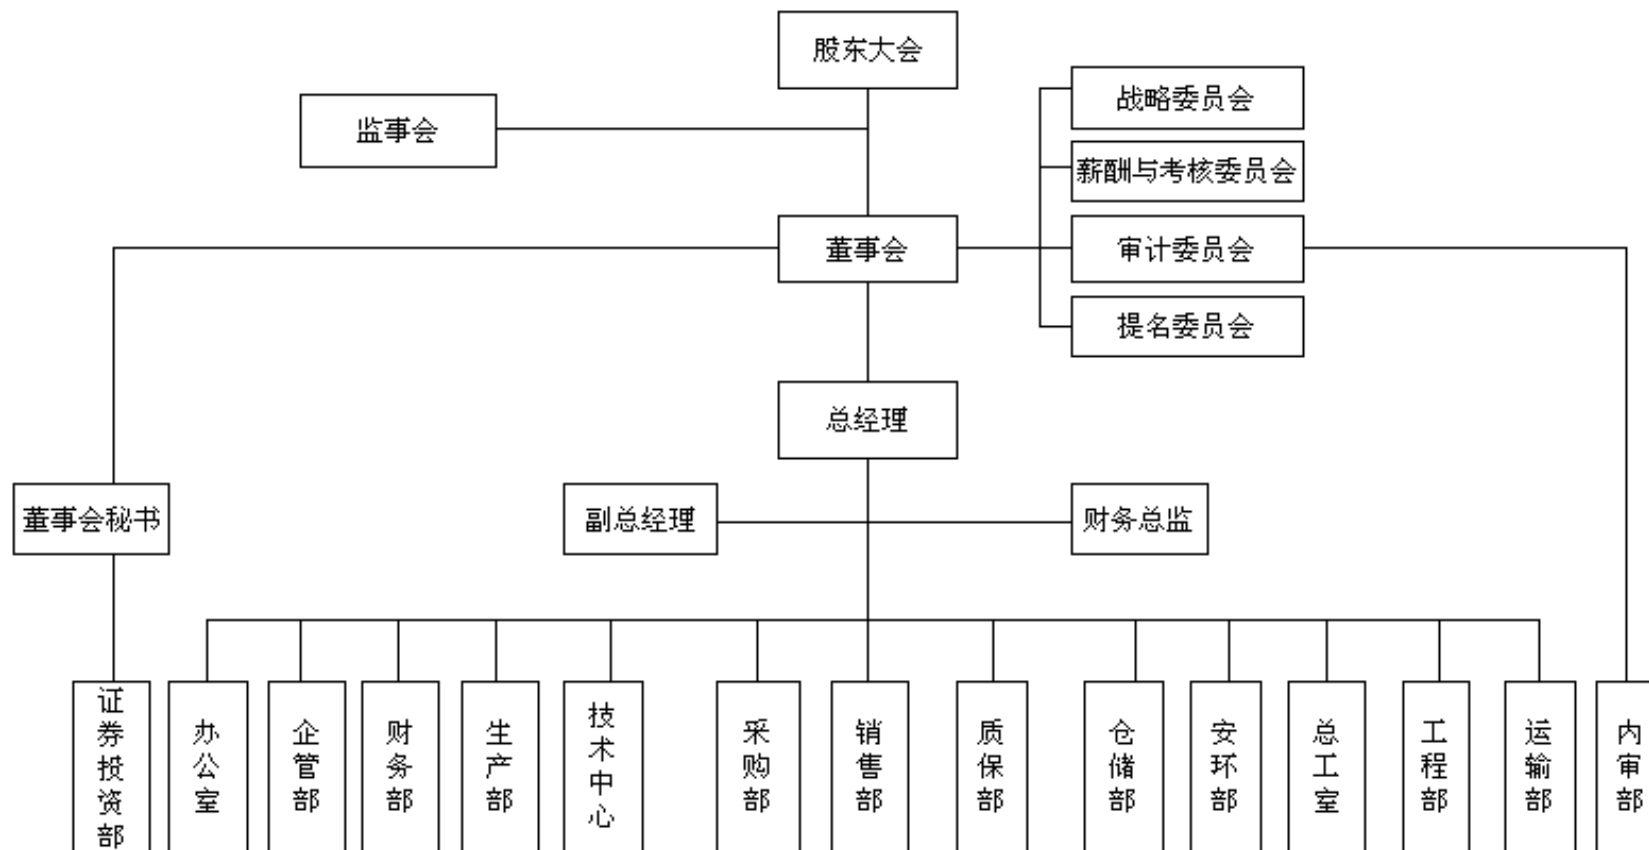 股东大会
战略委员会
监事会
薪酬与考核委员会
董事会
审计委员会
提名委员会
总经理
董事会秘书
副总经理
财务总监
证券投资部
办公室
企管部
财务部
生产部
技术中心
采购部
销售部
质保部
仓储部
安环部
总工室
工程部
运输部
内审部